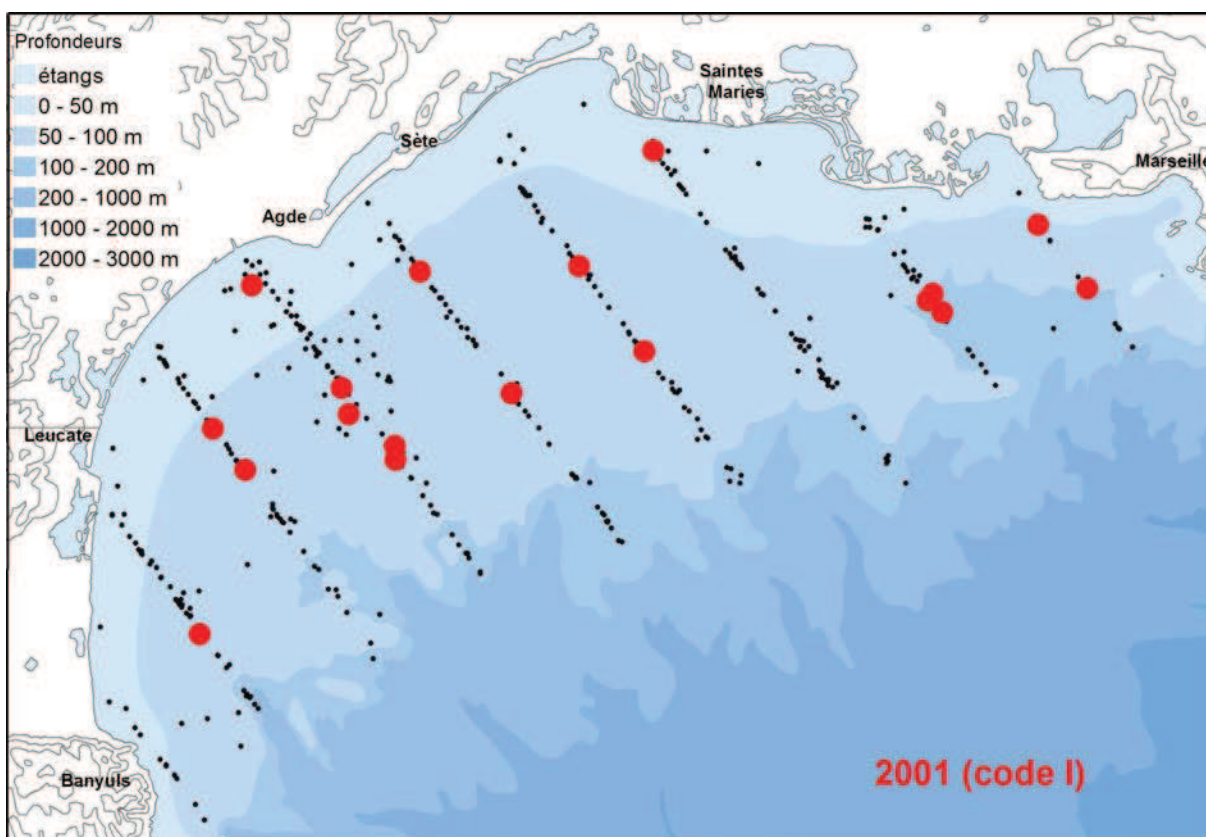 Profondeurs
étangs
0 - 50 m
50 - 100 m
100 - 200 m
200 - 1000 m
1000 - 2000 m
2000 - 3000 m
Saintes
Maries
Sète
Marseille
Agde
Leucate
Banyuls
2001 (code I)